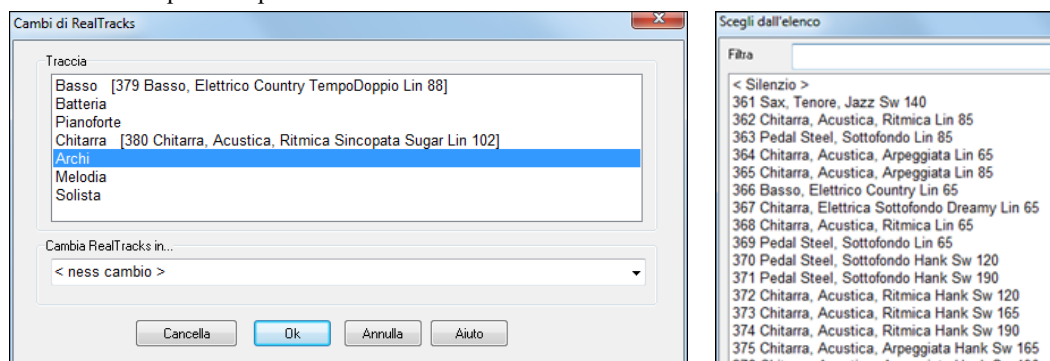 Cambi di RealTracks
Traccia
Basso [379 Basso, Elettrico Country TempoDoppio Lin 88]
Batteria
Pianoforte
Chitarra [380 Chitarra, Acustica, Ritmica Sincopata Sugar Lin 102]
Archi
Melodia
Solista
Cambia RealTracks in...
< ness cambio >
Cancella
Ok
Annulla
Aiuto
Scegli dall'elenco
Filtra
< Silenzio >
361 Sax, Tenore, Jazz Sw 140
362 Chitarra, Acustica, Ritmica Lin 85
363 Pedal Steel, Sottofondo Lin 85
364 Chitarra, Acustica, Arpeggiata Lin 65
365 Chitarra, Acustica, Arpeggiata Lin 85
366 Basso, Elettrico Country Lin 65
367 Chitarra, Elettrica Sottofondo Dreamy Lin 65
368 Chitarra, Acustica, Ritmica Lin 65
369 Pedal Steel, Sottofondo Lin 65
370 Pedal Steel, Sottofondo Hank Sw 120
371 Pedal Steel, Sottofondo Hank Sw 190
372 Chitarra, Acustica, Ritmica Hank Sw 120
373 Chitarra, Acustica, Ritmica Hank Sw 165
374 Chitarra, Acustica, Ritmica Hank Sw 190
375 Chitarra, Acustica, Arpeggiata Hank Sw 165